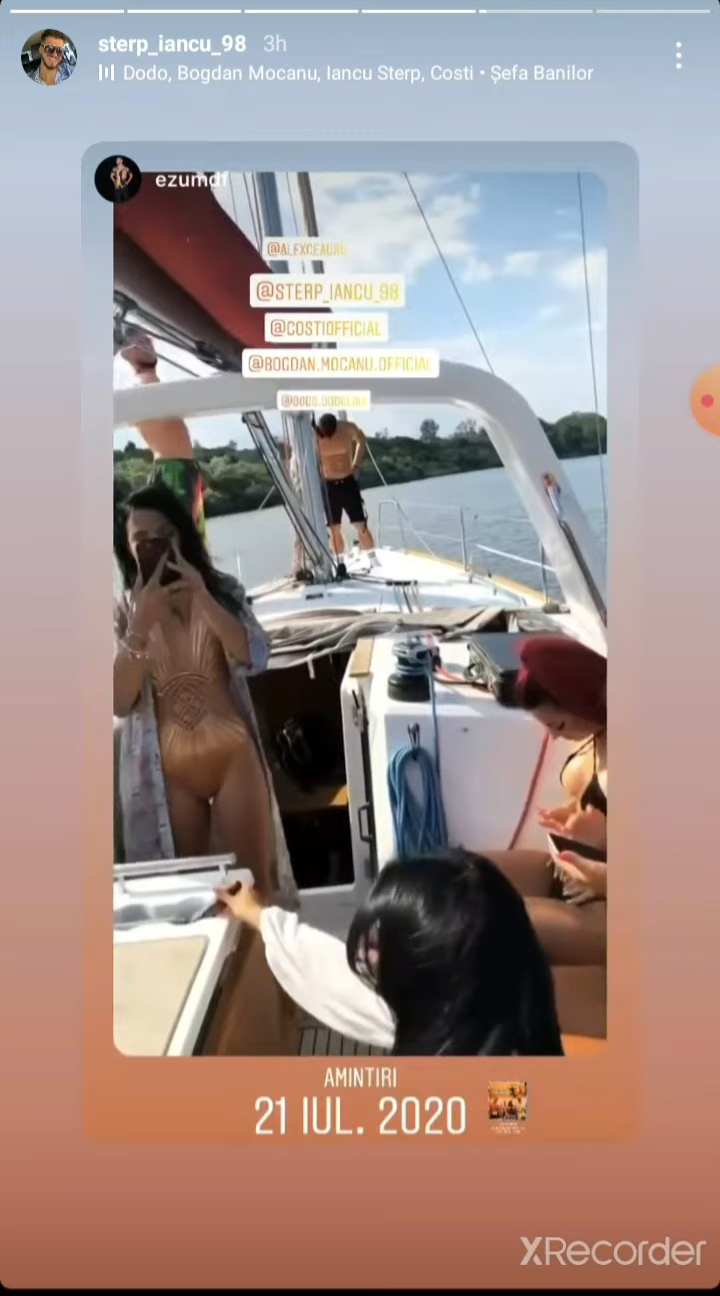 sterp_iancu_98 3h
Dodo, Bogdan Mocanu, Iancu Sterp, Costi • Șefa Banilor
ezumdf
@STERP_IANCU_98
@COSTIOFFICIAL
@BOGDAN.MOCANU.OFFICIAL
AMINTIRI
21 IUL. 2020
XRecorder